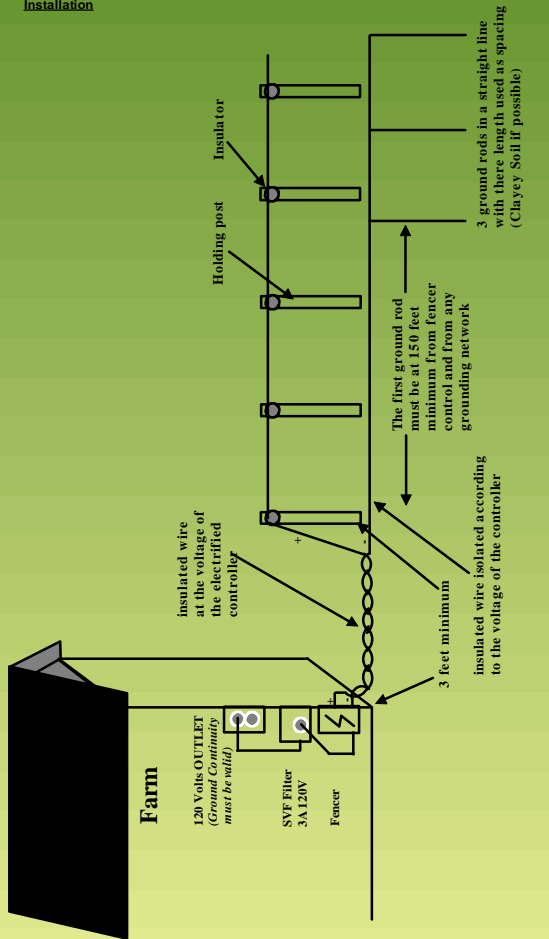 Installation
Farm
120 Volts OUTLET
(Ground Continuity
must be valid)
SVF Filter
3A120V
Fencer
+
-
insulated wire
at the voltage of
the electrified
controller
+
-
3 feet minimum
insulated wire isolated according
to the voltage of the controller
Holding post
Insulator
The first ground rod
must be at 150 feet
minimum from fencer
control and from any
grounding network
3 ground rods in a straight line
with there length used as spacing
(Clayey Soil if possible)